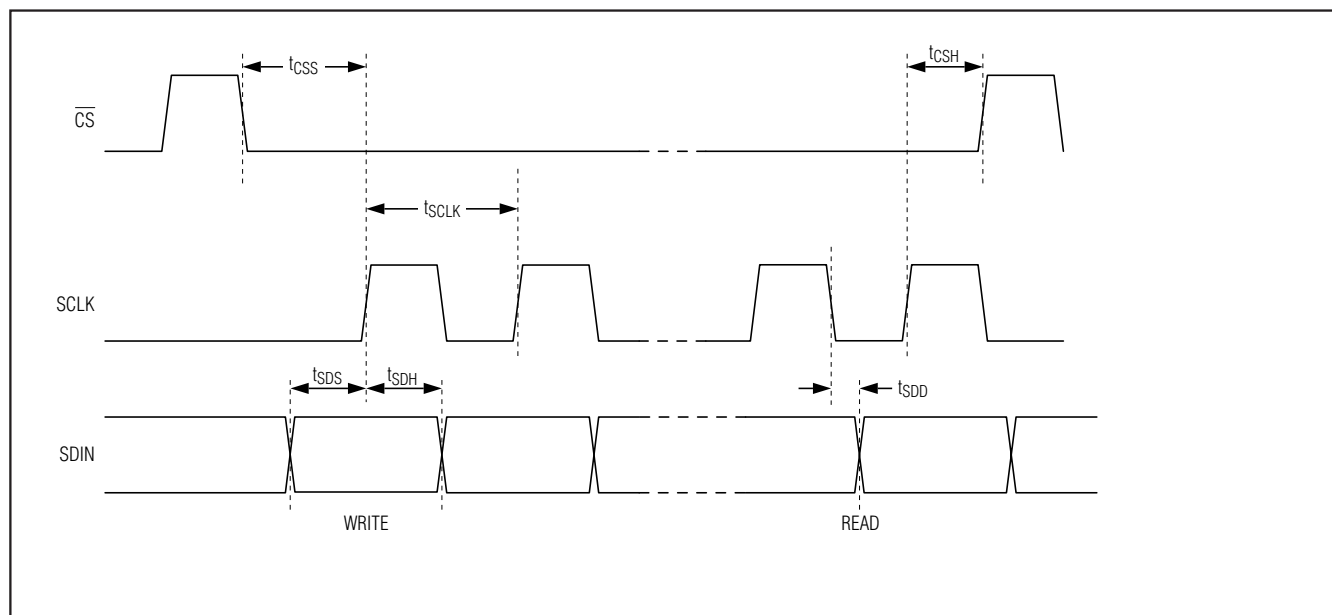 tCSS
tCSH
CS
tSCLK
SCLK
tSDS
tSDH
tSDD
SDIN
WRITE
READ